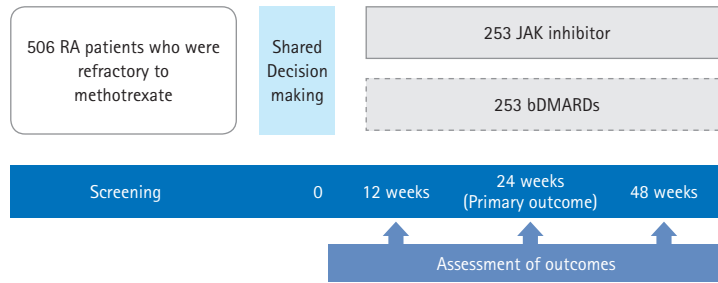 506 RA patients who were
refractory to
methotrexate
Shared
Decision
making
253 JAK inhibitor
253 bDMARDs
Screening
0
12 weeks
24 weeks
(Primary outcome)
48 weeks
Assessment of outcomes